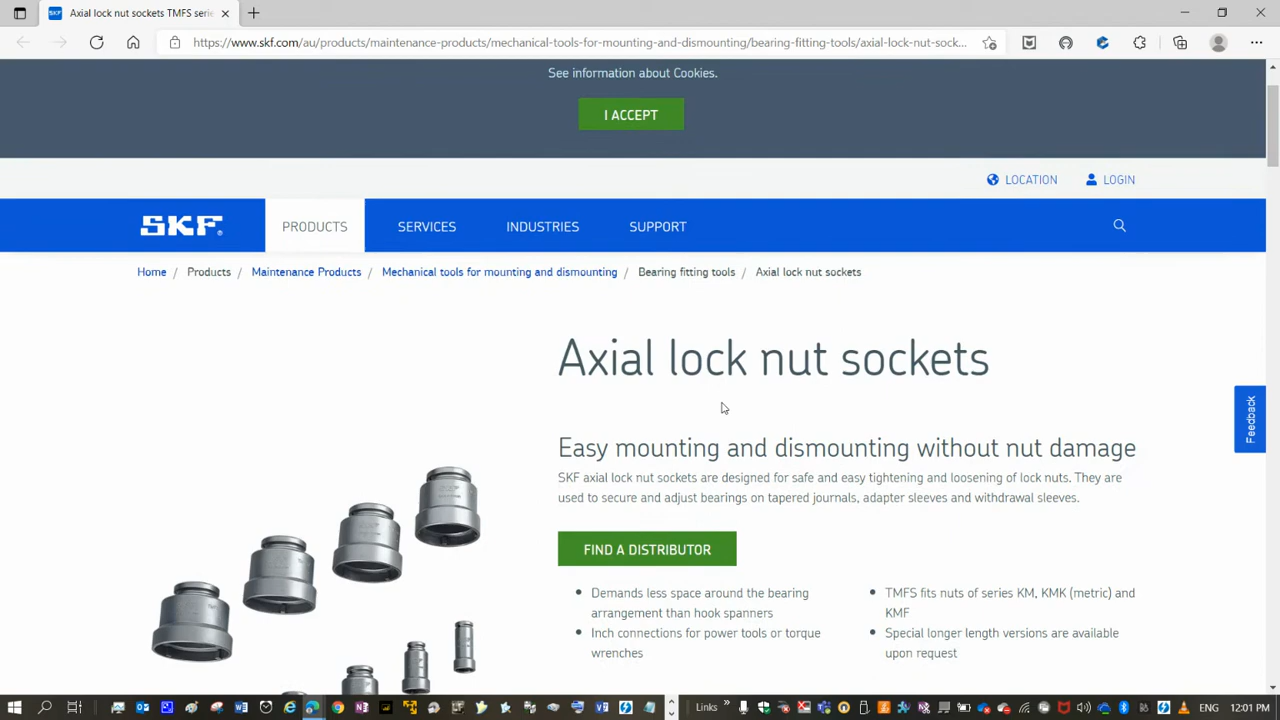 Axial lock nut sockets TMFS seri
https://www.skf.com/au/products/maintenance-products/mechanical-tools-for-mounting-and-dismounting/bearing-fitting-tools/axial-lock-nut-sock...
See information about Cookies.
I ACCEPT
LOCATION
LOGIN
SKF
PRODUCTS
SERVICES
INDUSTRIES
SUPPORT
Home / Products / Maintenance Products / Mechanical tools for mounting and dismounting / Bearing fitting tools / Axial lock nut sockets
Axial lock nut sockets
Feedback
Easy mounting and dismounting without nut damage
SKF axial lock nut sockets are designed for safe and easy tightening and loosening of lock nuts. They are
used to secure and adjust bearings on tapered journals, adapter sleeves and withdrawal sleeves.
FIND A DISTRIBUTOR
• Demands less space around the bearing
arrangement than hook spanners
• Inch connections for power tools or torque
wrenches
• TMFS fits nuts of series KM, KMK (metric) and
KMF
• Special longer length versions are available
upon request
Links
ENG
12:01 PM